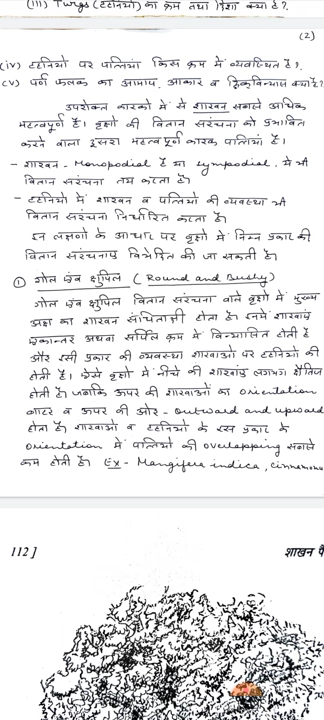 (iii) Twigs (टहनियों) का क्रम तथा दिशा क्या है?.
(2)
(iv) टहनियों पर पत्तियां किस क्रम में व्यवस्थित हैं?.
(v) पर्ण फलक का आमाप, आकार व दिक्विन्यास क्या है?
उपरोक्त कारकों में से शाखन सबसे अधिक
महत्वपूर्ण है। वृक्षों की वितान संरचना को प्रभावित
करने वाला दूसरा महत्वपूर्ण कारक पत्तियां हैं।
- शाखन - Monopodial है या sympodial, ये भी
वितान संरचना तय करता है।
- टहनियों में शाखन व पत्तियों की व्यवस्था भी
वितान संरचना निर्धारित करता है।
इन लक्षणों के आधार पर वृक्षों में निम्न प्रकार की
वितान संरचनाएं विभेदित की जा सकती हैं।
① गोल एवं क्षुपिल (Round and Bushy)
गोल एवं क्षुपिल वितान संरचना वाले वृक्षों में मुख्य
अक्ष का शाखन संधिताक्षी होता है। इनमें शाखाएं
एकान्तर अथवा सर्पिल क्रम में विन्यासित होती हैं
और इसी प्रकार की व्यवस्था शाखाओं पर टहनियों की
होती है। ऐसे वृक्षों में नीचे की शाखाएं लगभग क्षैतिज
होती हैं। जबकि ऊपर की शाखाओं का orientation
बाहर व ऊपर की ओर - outward and upward
होता है। शाखाओं व टहनियों के इस प्रकार के
orientation में पत्तियों की overlapping सबसे
कम होती है। Ex - Mangifera indica,
112]
शाखन